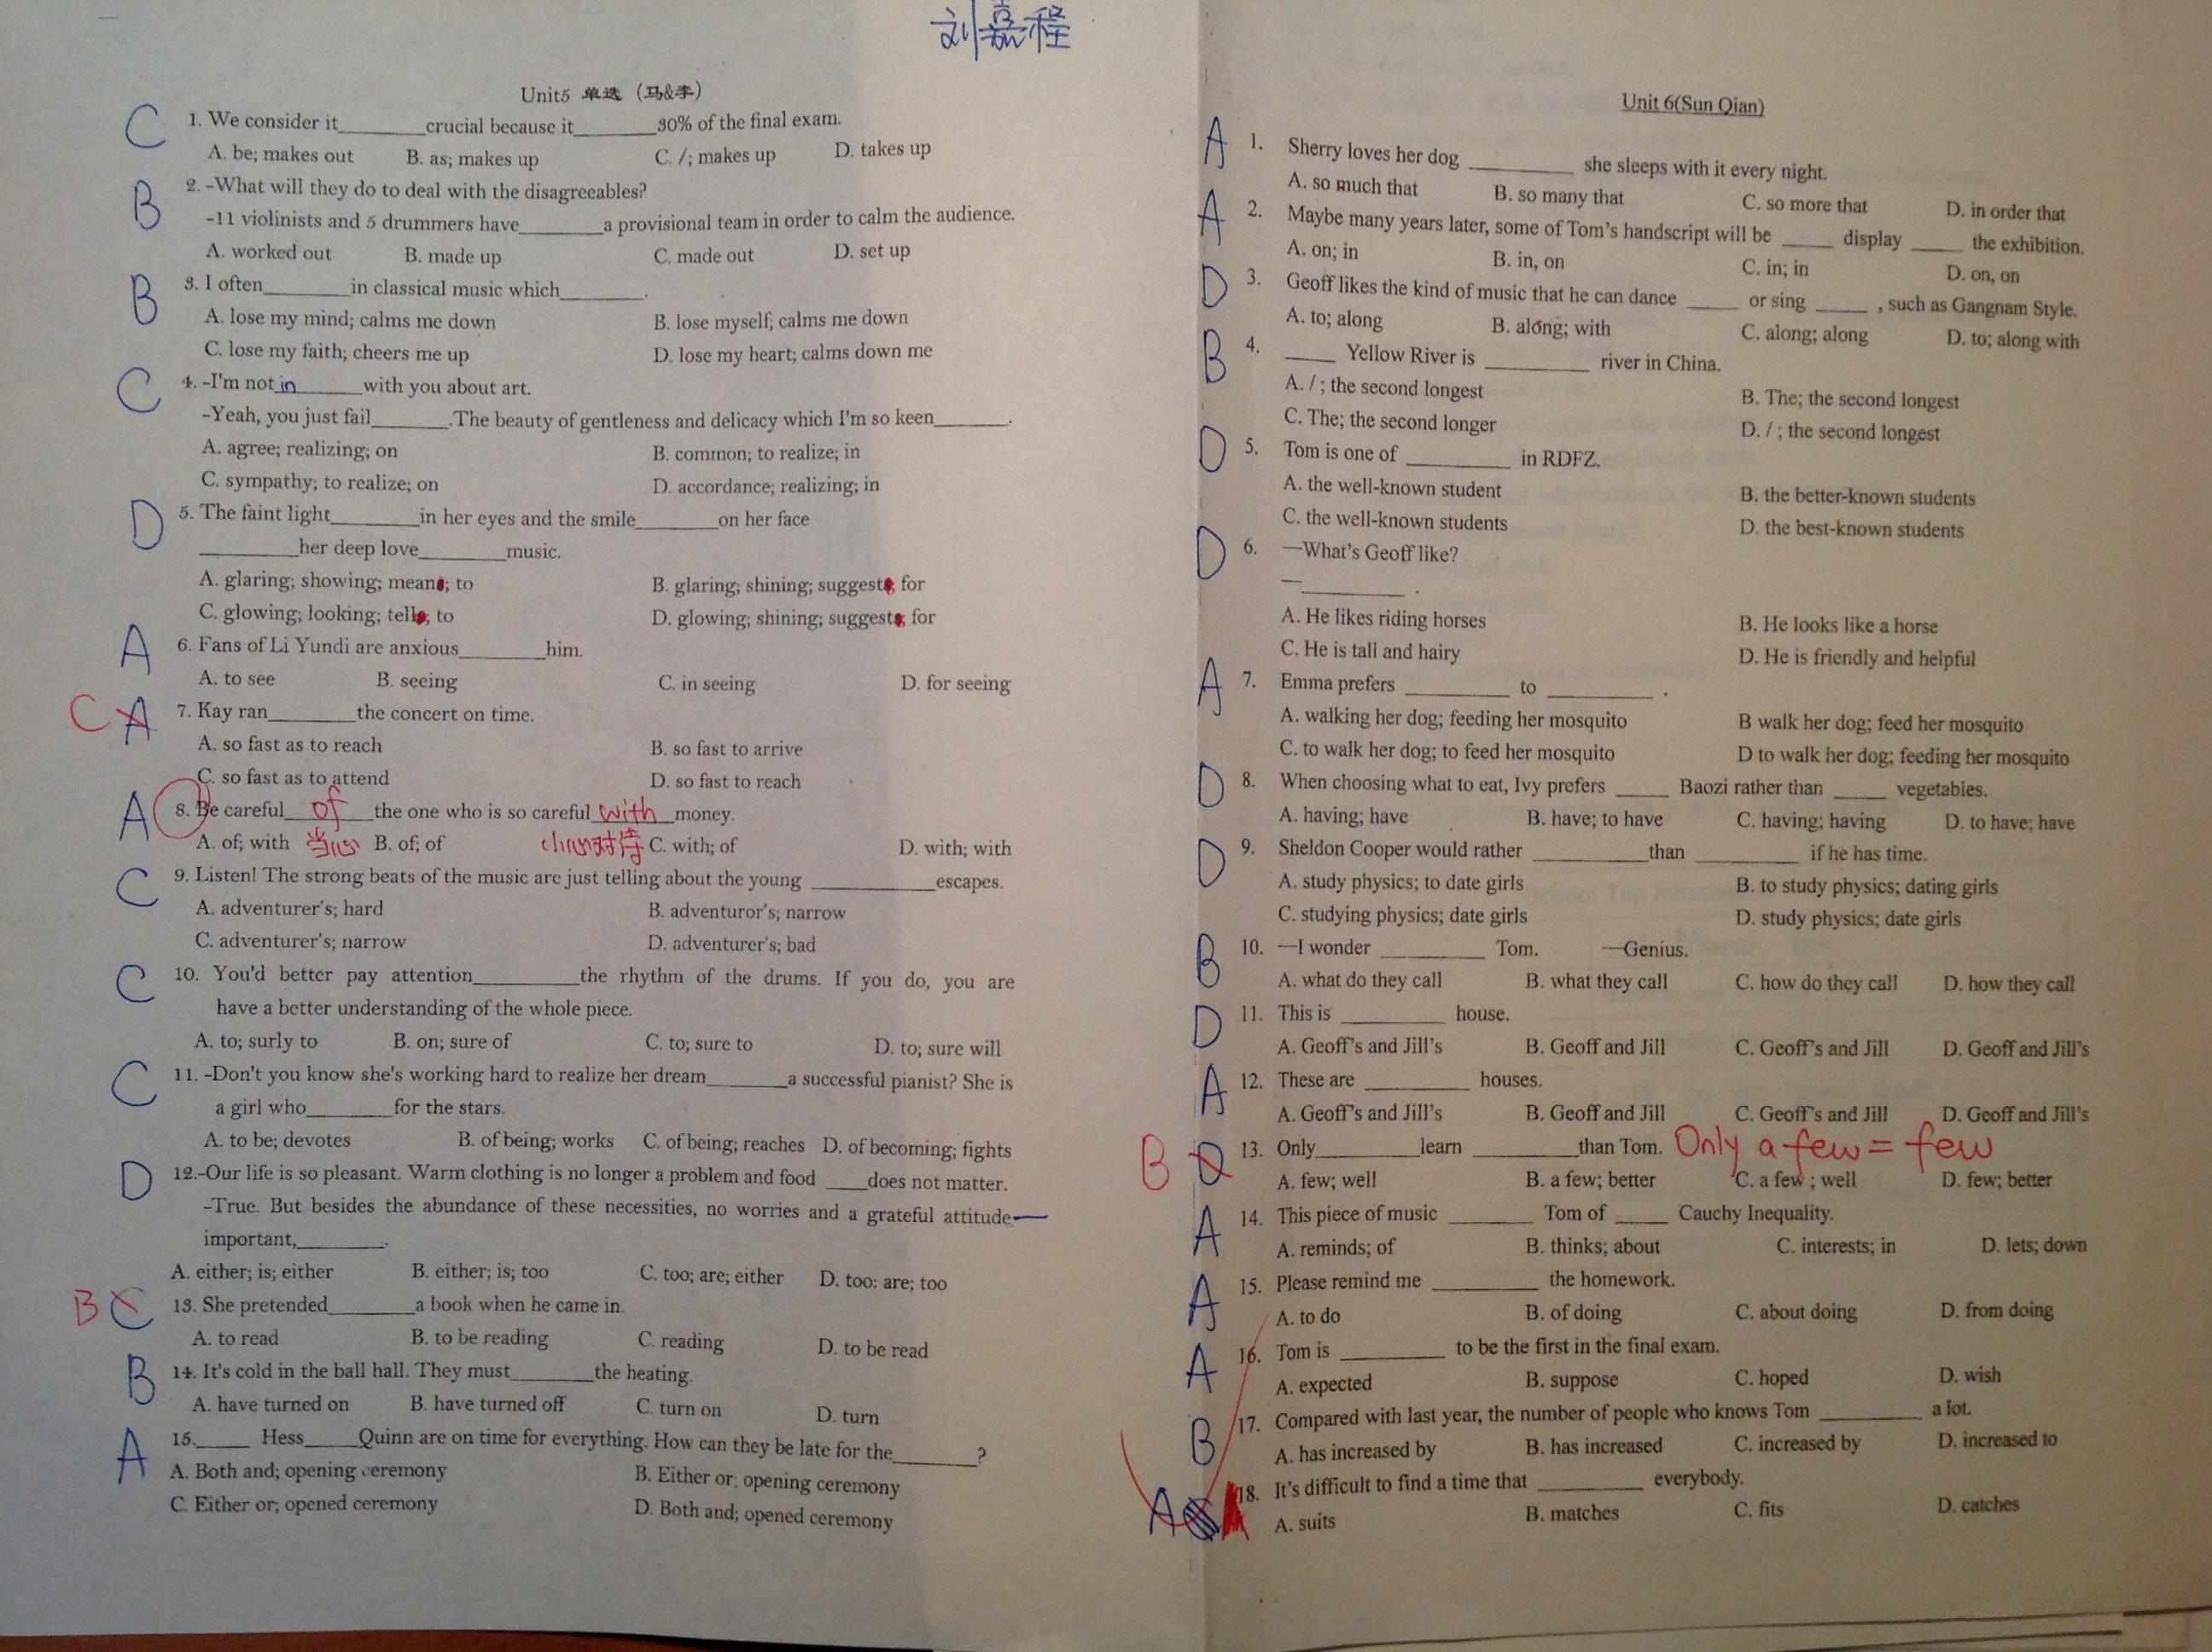 刘嘉程
Unit5 单选 (马&李)
C 1. We consider it________crucial because it________30% of the final exam.
A. be; makes out B. as; makes up C. /; makes up D. takes up
B 2. -What will they do to deal with the disagreeables?
-11 violinists and 5 drummers have________a provisional team in order to calm the audience.
A. worked out B. made up C. made out D. set up
B 3. I often________in classical music which________.
A. lose my mind; calms me down B. lose myself; calms me down
C. lose my faith; cheers me up D. lose my heart; calms down me
C 4. -I'm not in______with you about art.
-Yeah, you just fail_______.The beauty of gentleness and delicacy which I'm so keen_______.
A. agree; realizing; on B. common; to realize; in
C. sympathy; to realize; on D. accordance; realizing; in
D 5. The faint light________in her eyes and the smile________on her face
_________her deep love________music.
A. glaring; showing; means; to B. glaring; shining; suggests; for
C. glowing; looking; tells; to D. glowing; shining; suggests; for
A 6. Fans of Li Yundi are anxious________him.
A. to see B. seeing C. in seeing D. for seeing
C A 7. Kay ran________the concert on time.
A. so fast as to reach B. so fast to arrive
C. so fast as to attend D. so fast to reach
A 8. Be careful of the one who is so careful with money.
A. of; with 当心 B. of; of 小心对待 C. with; of D. with; with
C 9. Listen! The strong beats of the music are just telling about the young ___________escapes.
A. adventurer's; hard B. adventuror's; narrow
C. adventurer's; narrow D. adventurer's; bad
C 10. You'd better pay attention_________the rhythm of the drums. If you do, you are
have a better understanding of the whole piece.
A. to; surly to B. on; sure of C. to; sure to D. to; sure will
C 11. -Don't you know she's working hard to realize her dream_______a successful pianist? She is
a girl who________for the stars.
A. to be; devotes B. of being; works C. of being; reaches D. of becoming; fights
D 12.-Our life is so pleasant. Warm clothing is no longer a problem and food ____does not matter.
-True. But besides the abundance of these necessities, no worries and a grateful attitude
important,________.
A. either; is; either B. either; is; too C. too; are; either D. too: are; too
B C 13. She pretended________a book when he came in.
A. to read B. to be reading C. reading D. to be read
B 14. It's cold in the ball hall. They must________the heating.
A. have turned on B. have turned off C. turn on D. turn
A 15._____ Hess_____Quinn are on time for everything. How can they be late for the________?
A. Both and; opening ceremony B. Either or; opening ceremony
C. Either or; opened ceremony D. Both and; opened ceremony
Unit 6(Sun Qian)
A 1. Sherry loves her dog __________ she sleeps with it every night.
A. so much that B. so many that C. so more that D. in order that
A 2. Maybe many years later, some of Tom's handscript will be _____ display _____ the exhibition.
A. on; in B. in, on C. in; in D. on, on
D 3. Geoff likes the kind of music that he can dance _____ or sing _____ , such as Gangnam Style.
A. to; along B. along; with C. along; along D. to; along with
B 4. _____ Yellow River is __________ river in China.
A. / ; the second longest B. The; the second longest
C. The; the second longer D. / ; the second longest
D 5. Tom is one of __________ in RDFZ.
A. the well-known student B. the better-known students
C. the well-known students D. the best-known students
D 6. —What's Geoff like?
— __________ .
A. He likes riding horses B. He looks like a horse
C. He is tall and hairy D. He is friendly and helpful
A 7. Emma prefers __________ to __________ .
A. walking her dog; feeding her mosquito B walk her dog; feed her mosquito
C. to walk her dog; to feed her mosquito D to walk her dog; feeding her mosquito
D 8. When choosing what to eat, Ivy prefers _____ Baozi rather than _____ vegetables.
A. having; have B. have; to have C. having; having D. to have; have
D 9. Sheldon Cooper would rather ___________than __________ if he has time.
A. study physics; to date girls B. to study physics; dating girls
C. studying physics; date girls D. study physics; date girls
B 10. —I wonder __________ Tom. —Genius.
A. what do they call B. what they call C. how do they call D. how they call
D 11. This is __________ house.
A. Geoff's and Jill's B. Geoff and Jill C. Geoff's and Jill D. Geoff and Jill's
A 12. These are __________ houses.
A. Geoff's and Jill's B. Geoff and Jill C. Geoff's and Jill D. Geoff and Jill's
B D 13. Only__________learn __________than Tom. Only a few = few
A. few; well B. a few; better C. a few ; well D. few; better
A 14. This piece of music ________ Tom of _____ Cauchy Inequality.
A. reminds; of B. thinks; about C. interests; in D. lets; down
A 15. Please remind me __________ the homework.
A. to do B. of doing C. about doing D. from doing
A 16. Tom is __________ to be the first in the final exam.
A. expected B. suppose C. hoped D. wish
B 17. Compared with last year, the number of people who knows Tom __________ a lot.
A. has increased by B. has increased C. increased by D. increased to
A 18. It's difficult to find a time that __________ everybody.
A. suits B. matches C. fits D. catches